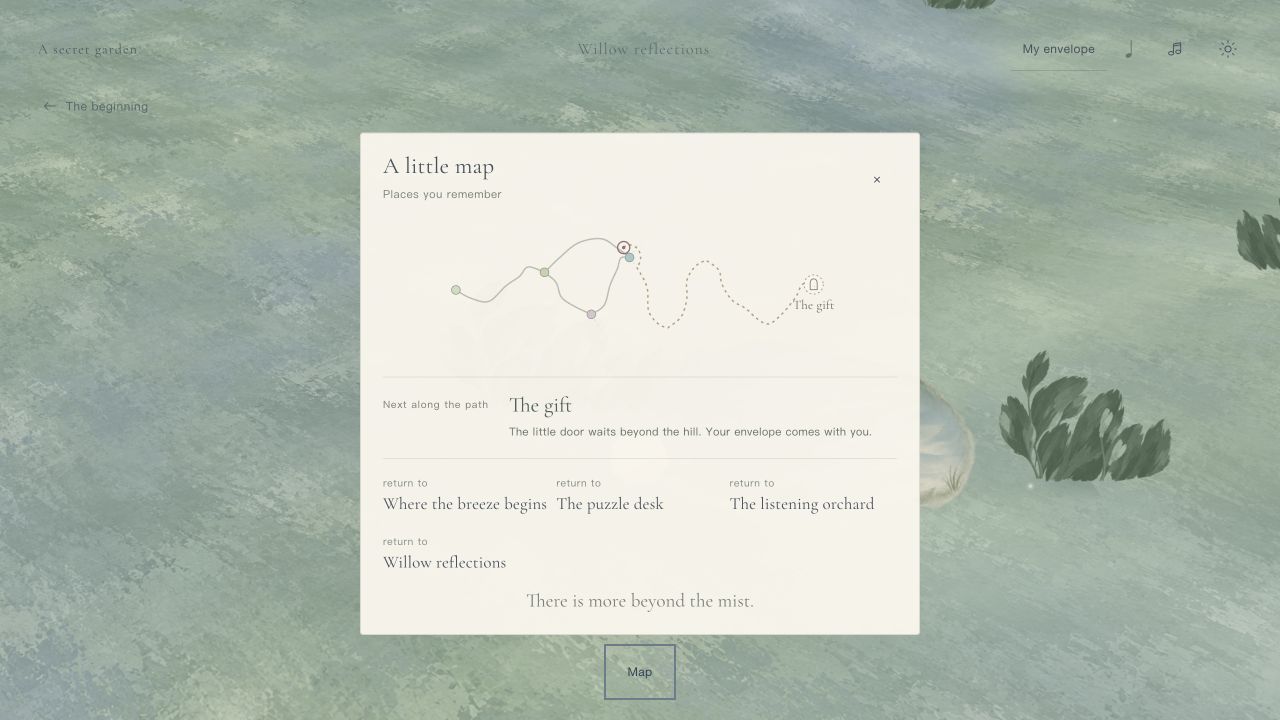 A secret garden
Willow reflections
My envelope
← The beginning
A little map
Places you remember
×
The gift
Next along the path
The gift
The little door waits beyond the hill. Your envelope comes with you.
return to
Where the breeze begins
return to
The puzzle desk
return to
The listening orchard
return to
Willow reflections
There is more beyond the mist.
Map